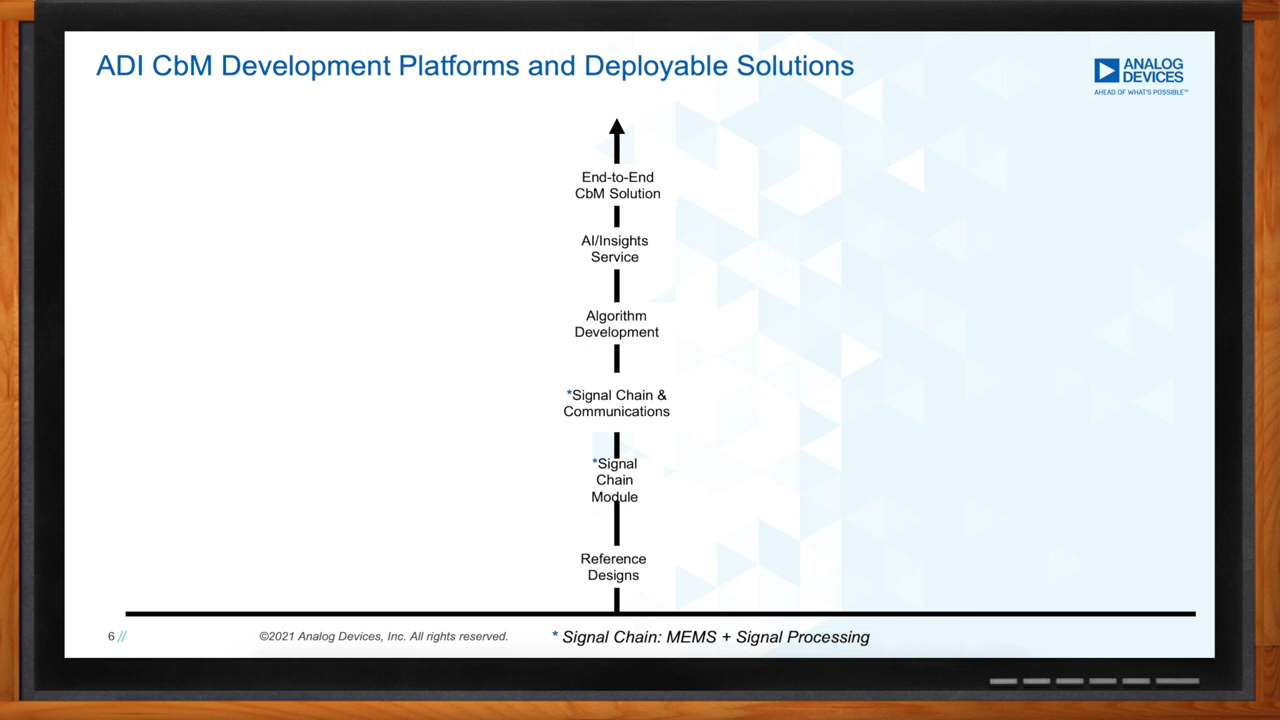 ADI CbM Development Platforms and Deployable Solutions
ANALOG
DEVICES
AHEAD OF WHAT'S POSSIBLE™
End-to-End
CbM Solution
AI/Insights
Service
Algorithm
Development
*Signal Chain &
Communications
*Signal
Chain
Module
Reference
Designs
6 //
©2021 Analog Devices, Inc. All rights reserved.
* Signal Chain: MEMS + Signal Processing